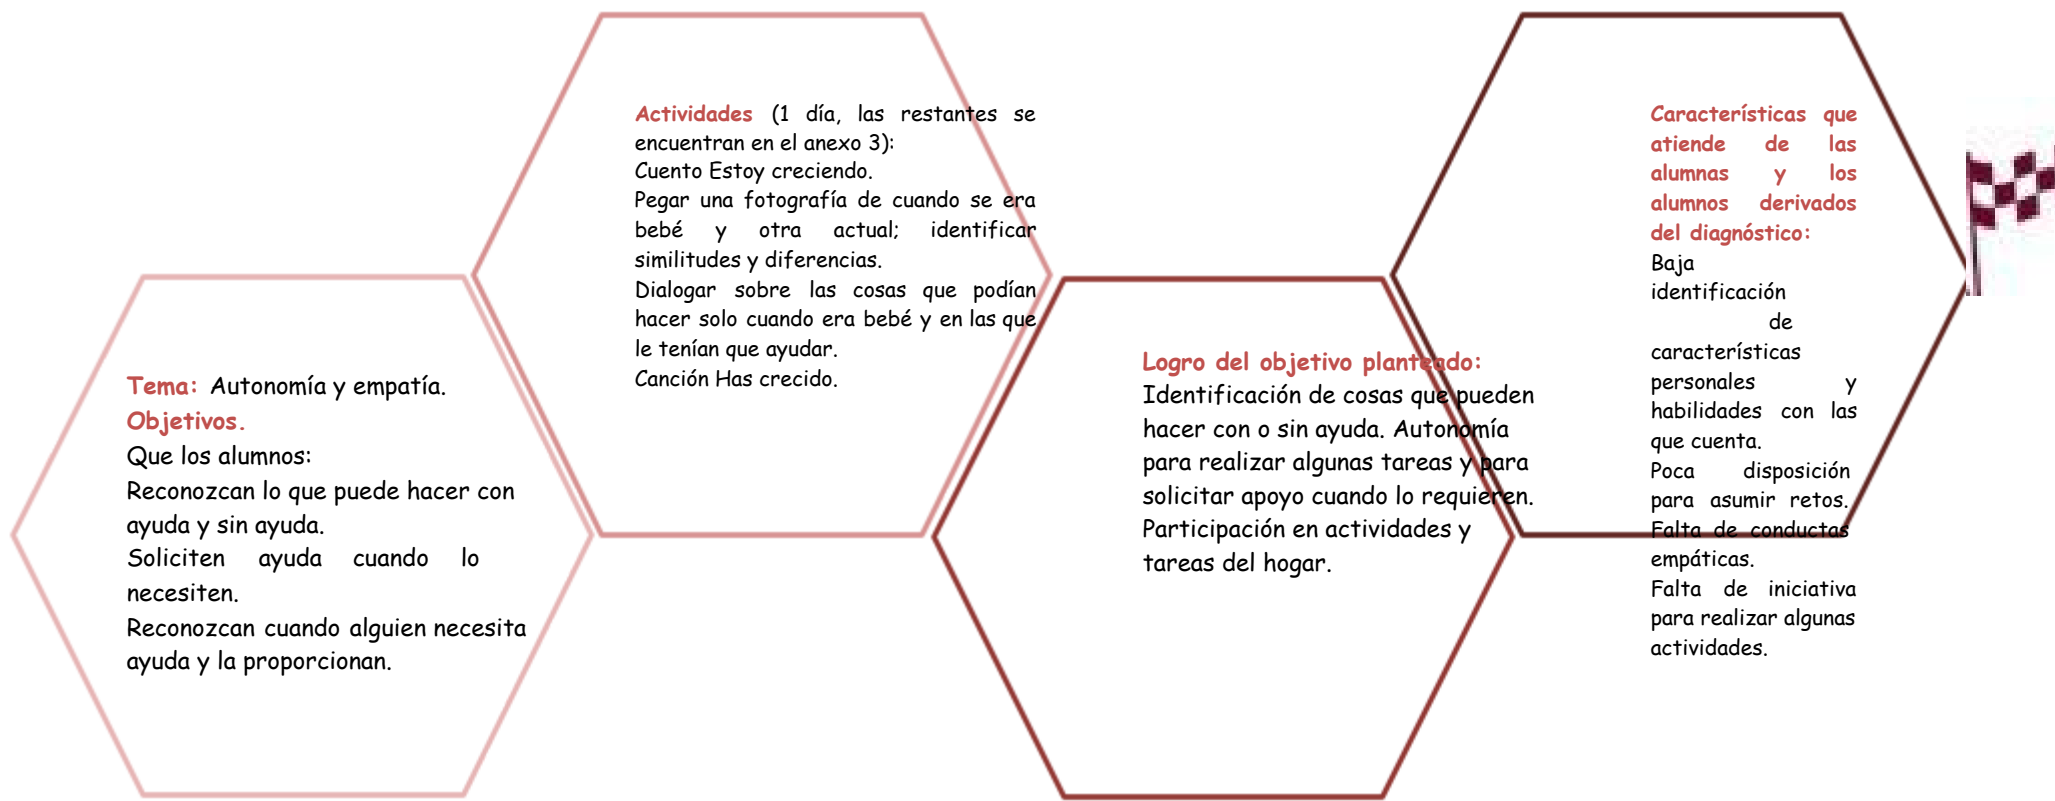 Tema: Autonomía y empatía.
Objetivos.
Que los alumnos:
Reconozcan lo que puede hacer con
ayuda y sin ayuda.
Soliciten ayuda cuando lo
necesiten.
Reconozcan cuando alguien necesita
ayuda y la proporcionan.
Actividades (1 día, las restantes se
encuentran en el anexo 3):
Cuento Estoy creciendo.
Pegar una fotografía de cuando se era
bebé y otra actual; identificar
similitudes y diferencias.
Dialogar sobre las cosas que podían
hacer solo cuando era bebé y en las que
le tenían que ayudar.
Canción Has crecido.
Logro del objetivo planteado:
Identificación de cosas que pueden
hacer con o sin ayuda. Autonomía
para realizar algunas tareas y para
solicitar apoyo cuando lo requieren.
Participación en actividades y
tareas del hogar.
Características que
atiende de las
alumnas y los
alumnos derivados
del diagnóstico:
Baja
identificación
de
características
personales y
habilidades con las
que cuenta.
Poca disposición
para asumir retos.
Falta de conductas
empáticas.
Falta de iniciativa
para realizar algunas
actividades.